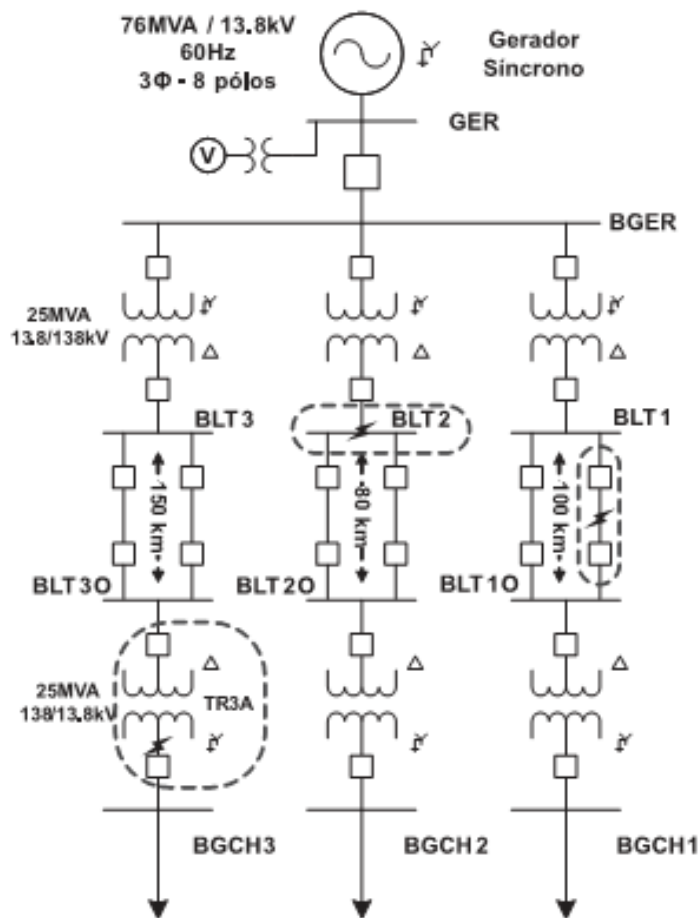 76MVA / 13.8kV
60Hz
3Φ - 8 pólos
Gerador
Síncrono
GER
V
BGER
25MVA
13.8/138kV
BLT3
BLT2
BLT1
150 km
80 km
100 km
BLT3O
BLT2O
BLT1O
25MVA
138/13.8kV
TR3A
BGCH3
BGCH2
BGCH1